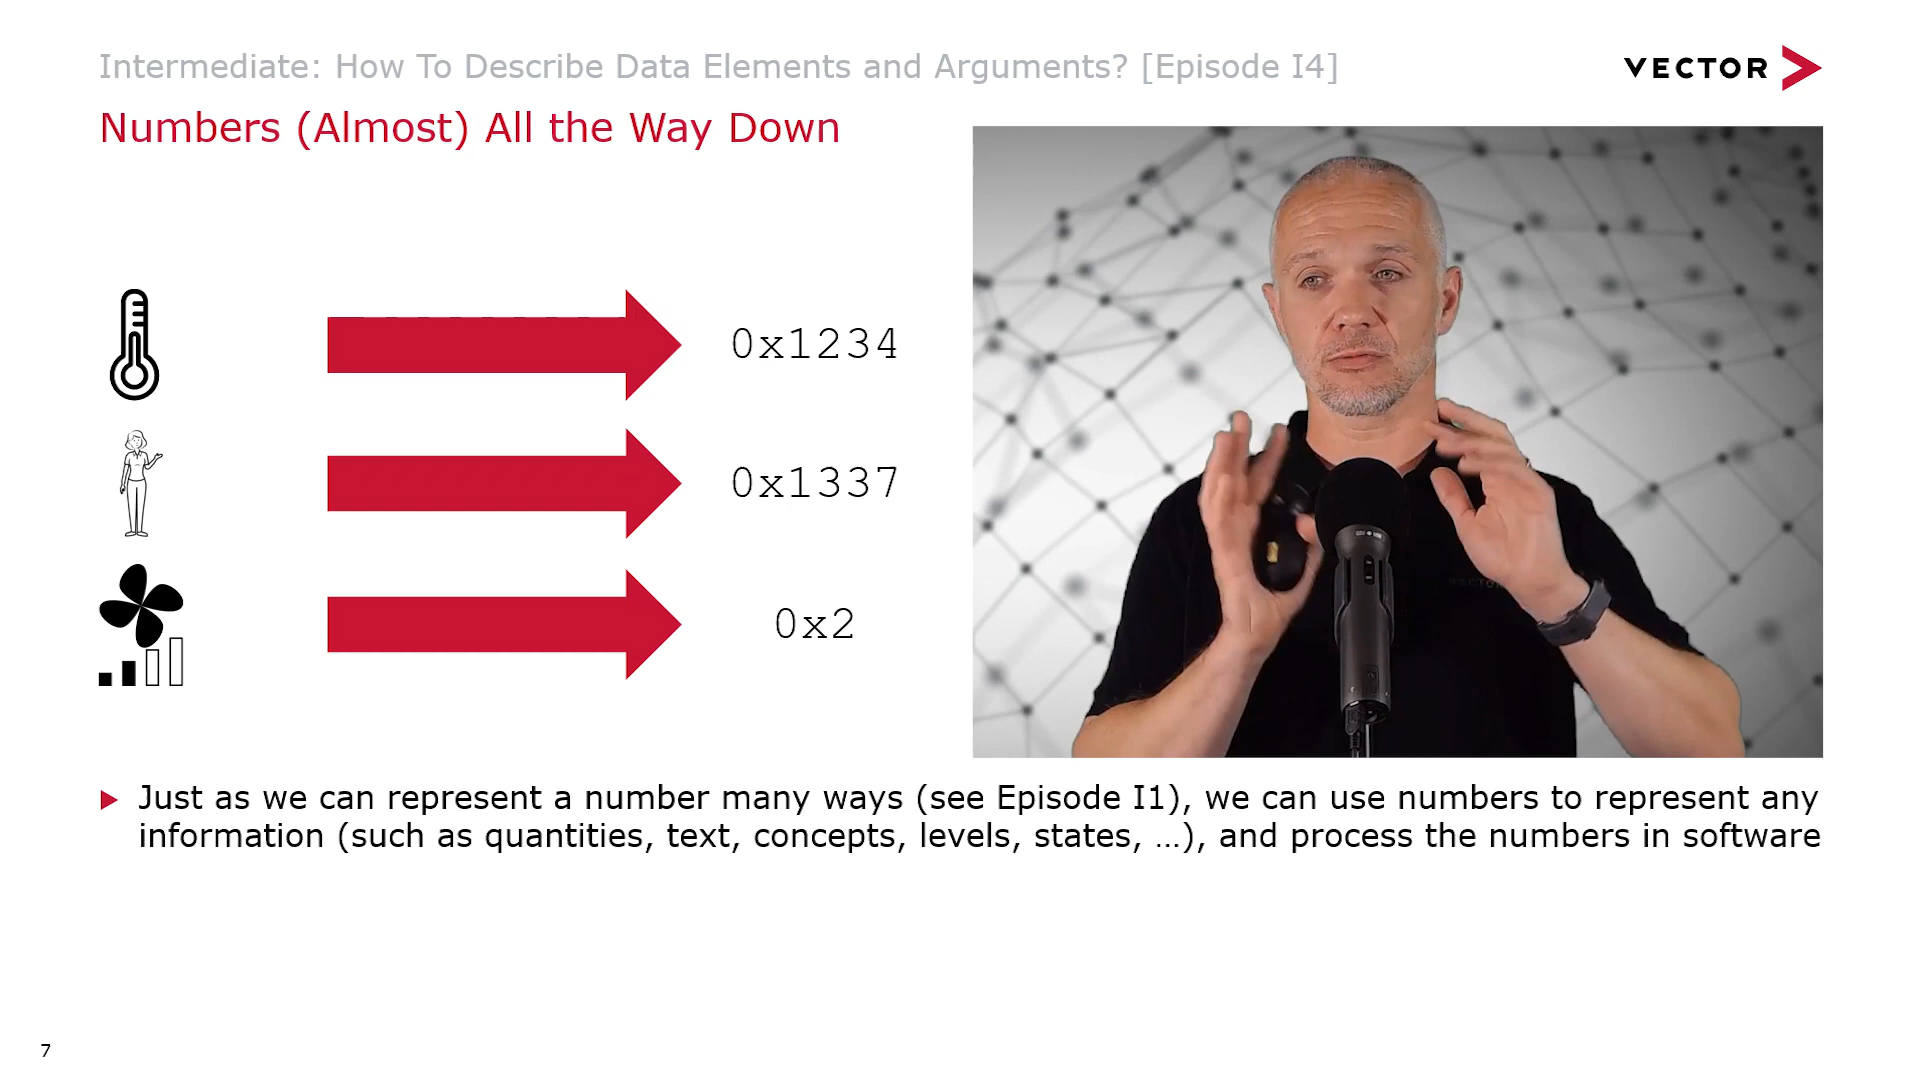 Intermediate: How To Describe Data Elements and Arguments? [Episode I4]
VECTOR
Numbers (Almost) All the Way Down
0x1234
0x1337
0x2
VECTOR
Just as we can represent a number many ways (see Episode I1), we can use numbers to represent any
information (such as quantities, text, concepts, levels, states, …), and process the numbers in software
7